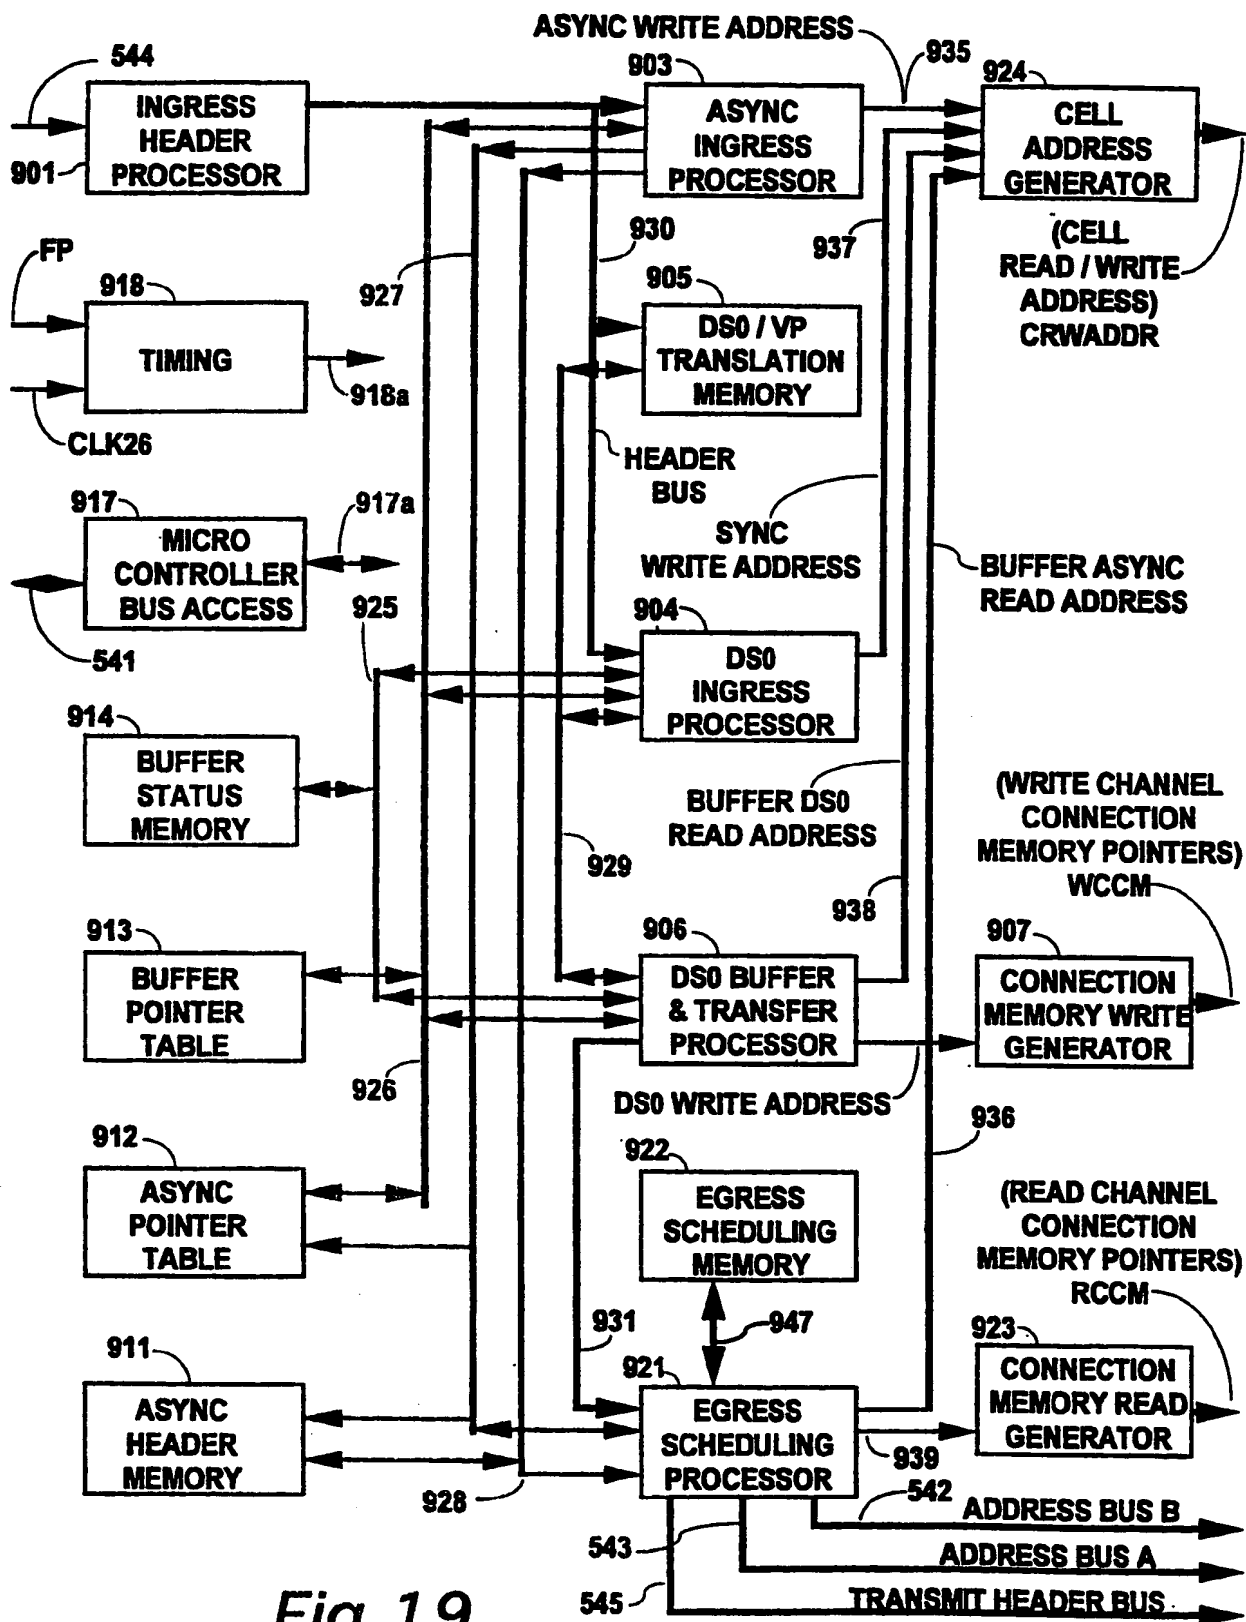 ASYNC WRITE ADDRESS
544
903
935
924
INGRESS
HEADER
PROCESSOR
901
ASYNC
INGRESS
PROCESSOR
CELL
ADDRESS
GENERATOR
FP
918
927
930
937
(CELL
READ / WRITE
ADDRESS)
CRWADDR
905
TIMING
918a
DS0 / VP
TRANSLATION
MEMORY
CLK26
HEADER
BUS
917
917a
MICRO
CONTROLLER
BUS ACCESS
SYNC
WRITE ADDRESS
BUFFER ASYNC
READ ADDRESS
541
925
904
DS0
INGRESS
PROCESSOR
914
BUFFER
STATUS
MEMORY
BUFFER DS0
READ ADDRESS
(WRITE CHANNEL
CONNECTION
MEMORY POINTERS)
WCCM
929
938
913
906
907
BUFFER
POINTER
TABLE
DS0 BUFFER
& TRANSFER
PROCESSOR
CONNECTION
MEMORY WRITE
GENERATOR
926
DS0 WRITE ADDRESS
936
912
922
ASYNC
POINTER
TABLE
EGRESS
SCHEDULING
MEMORY
(READ CHANNEL
CONNECTION
MEMORY POINTERS)
RCCM
931
947
911
921
923
ASYNC
HEADER
MEMORY
EGRESS
SCHEDULING
PROCESSOR
CONNECTION
MEMORY READ
GENERATOR
939
928
542
ADDRESS BUS B
543
ADDRESS BUS A
545
TRANSMIT HEADER BUS
Fig. 19